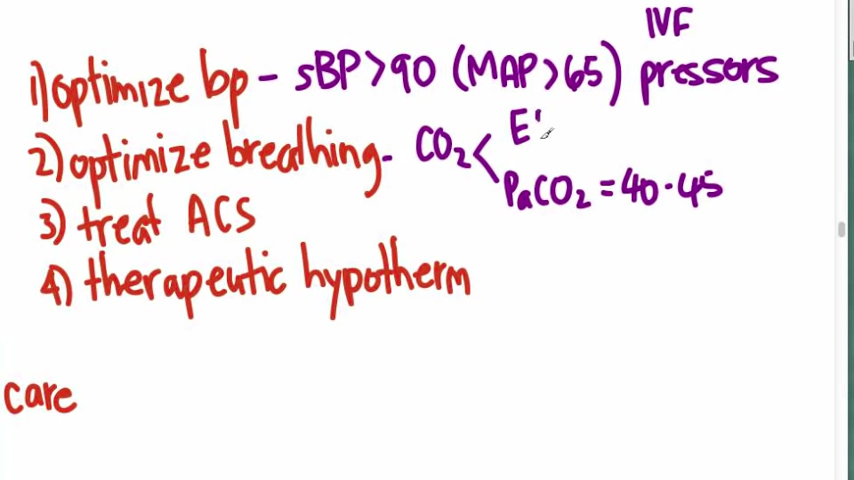 IVF
1) optimize bp - sBP > 90 (MAP > 65) pressors
E'
2) optimize breathing - CO2 <
PaCO2 = 40-45
3) treat ACS
4) therapeutic hypotherm
care